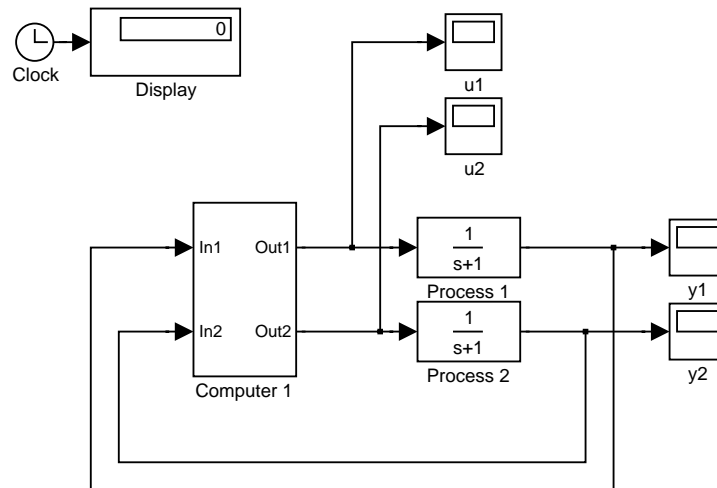 0
Clock
Display
u1
u2
In1
Out1
1
s+1
Process 1
y1
In2
Out2
1
s+1
Process 2
y2
Computer 1